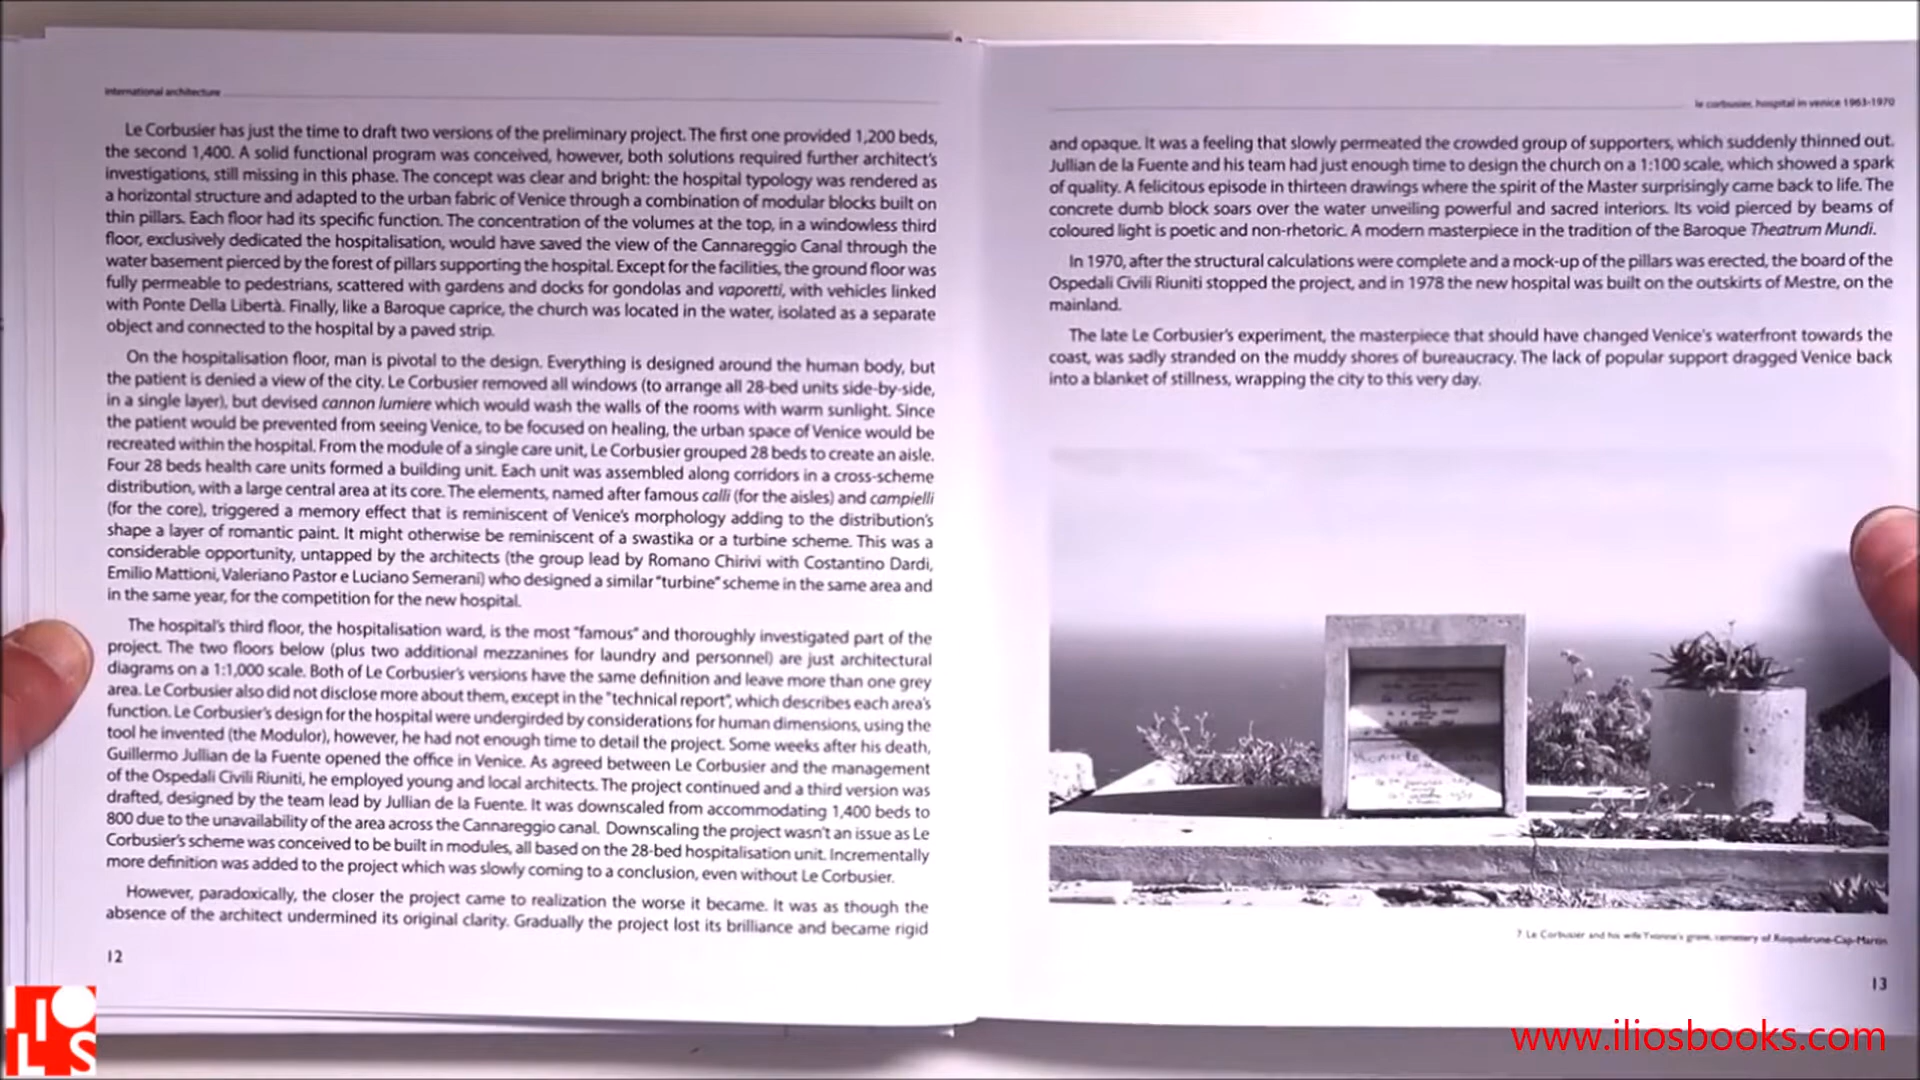 international architecture
Le Corbusier has just the time to draft two versions of the preliminary project. The first one provided 1,200 beds,
the second 1,400. A solid functional program was conceived, however, both solutions required further architect's
investigations, still missing in this phase. The concept was clear and bright: the hospital typology was rendered as
a horizontal structure and adapted to the urban fabric of Venice through a combination of modular blocks built on
thin pillars. Each floor had its specific function. The concentration of the volumes at the top, in a windowless third
floor, exclusively dedicated the hospitalisation, would have saved the view of the Cannareggio Canal through the
water basement pierced by the forest of pillars supporting the hospital. Except for the facilities, the ground floor was
fully permeable to pedestrians, scattered with gardens and docks for gondolas and vaporetti, with vehicles linked
with Ponte Della Libertà. Finally, like a Baroque caprice, the church was located in the water, isolated as a separate
object and connected to the hospital by a paved strip.
On the hospitalisation floor, man is pivotal to the design. Everything is designed around the human body, but
the patient is denied a view of the city. Le Corbusier removed all windows (to arrange all 28-bed units side-by-side,
in a single layer), but devised cannon lumiere which would wash the walls of the rooms with warm sunlight. Since
the patient would be prevented from seeing Venice, to be focused on healing, the urban space of Venice would be
recreated within the hospital. From the module of a single care unit, Le Corbusier grouped 28 beds to create an aisle.
Four 28 beds health care units formed a building unit. Each unit was assembled along corridors in a cross-scheme
distribution, with a large central area at its core. The elements, named after famous calli (for the aisles) and campielli
(for the core), triggered a memory effect that is reminiscent of Venice's morphology adding to the distribution's
shape a layer of romantic paint. It might otherwise be reminiscent of a swastika or a turbine scheme. This was a
considerable opportunity, untapped by the architects (the group lead by Romano Chirivi with Costantino Dardi,
Emilio Mattioni, Valeriano Pastor e Luciano Semerani) who designed a similar "turbine" scheme in the same area and
in the same year, for the competition for the new hospital.
The hospital's third floor, the hospitalisation ward, is the most "famous" and thoroughly investigated part of the
project. The two floors below (plus two additional mezzanines for laundry and personnel) are just architectural
diagrams on a 1:1,000 scale. Both of Le Corbusier's versions have the same definition and leave more than one grey
area. Le Corbusier also did not disclose more about them, except in the "technical report", which describes each area's
function. Le Corbusier's design for the hospital were undergirded by considerations for human dimensions, using the
tool he invented (the Modulor), however, he had not enough time to detail the project. Some weeks after his death,
Guillermo Jullian de la Fuente opened the office in Venice. As agreed between Le Corbusier and the management
of the Ospedali Civili Riuniti, he employed young and local architects. The project continued and a third version was
drafted, designed by the team lead by Jullian de la Fuente. It was downscaled from accommodating 1,400 beds to
800 due to the unavailability of the area across the Cannareggio canal. Downscaling the project wasn't an issue as Le
Corbusier's scheme was conceived to be built in modules, all based on the 28-bed hospitalisation unit. Incrementally
more definition was added to the project which was slowly coming to a conclusion, even without Le Corbusier.
However, paradoxically, the closer the project came to realization the worse it became. It was as though the
absence of the architect undermined its original clarity. Gradually the project lost its brilliance and became rigid
12
le corbusier, hospital in venice 1963-1970
and opaque. It was a feeling that slowly permeated the crowded group of supporters, which suddenly thinned out.
Jullian de la Fuente and his team had just enough time to design the church on a 1:100 scale, which showed a spark
of quality. A felicitous episode in thirteen drawings where the spirit of the Master surprisingly came back to life. The
concrete dumb block soars over the water unveiling powerful and sacred interiors. Its void pierced by beams of
coloured light is poetic and non-rhetoric. A modern masterpiece in the tradition of the Baroque Theatrum Mundi.
In 1970, after the structural calculations were complete and a mock-up of the pillars was erected, the board of the
Ospedali Civili Riuniti stopped the project, and in 1978 the new hospital was built on the outskirts of Mestre, on the
mainland.
The late Le Corbusier's experiment, the masterpiece that should have changed Venice's waterfront towards the
coast, was sadly stranded on the muddy shores of bureaucracy. The lack of popular support dragged Venice back
into a blanket of stillness, wrapping the city to this very day.
7 Le Corbusier and his wife Yvonne's grave, cemetery of Roquebrune-Cap-Martin
13
ILIOS
www.iliosbooks.com